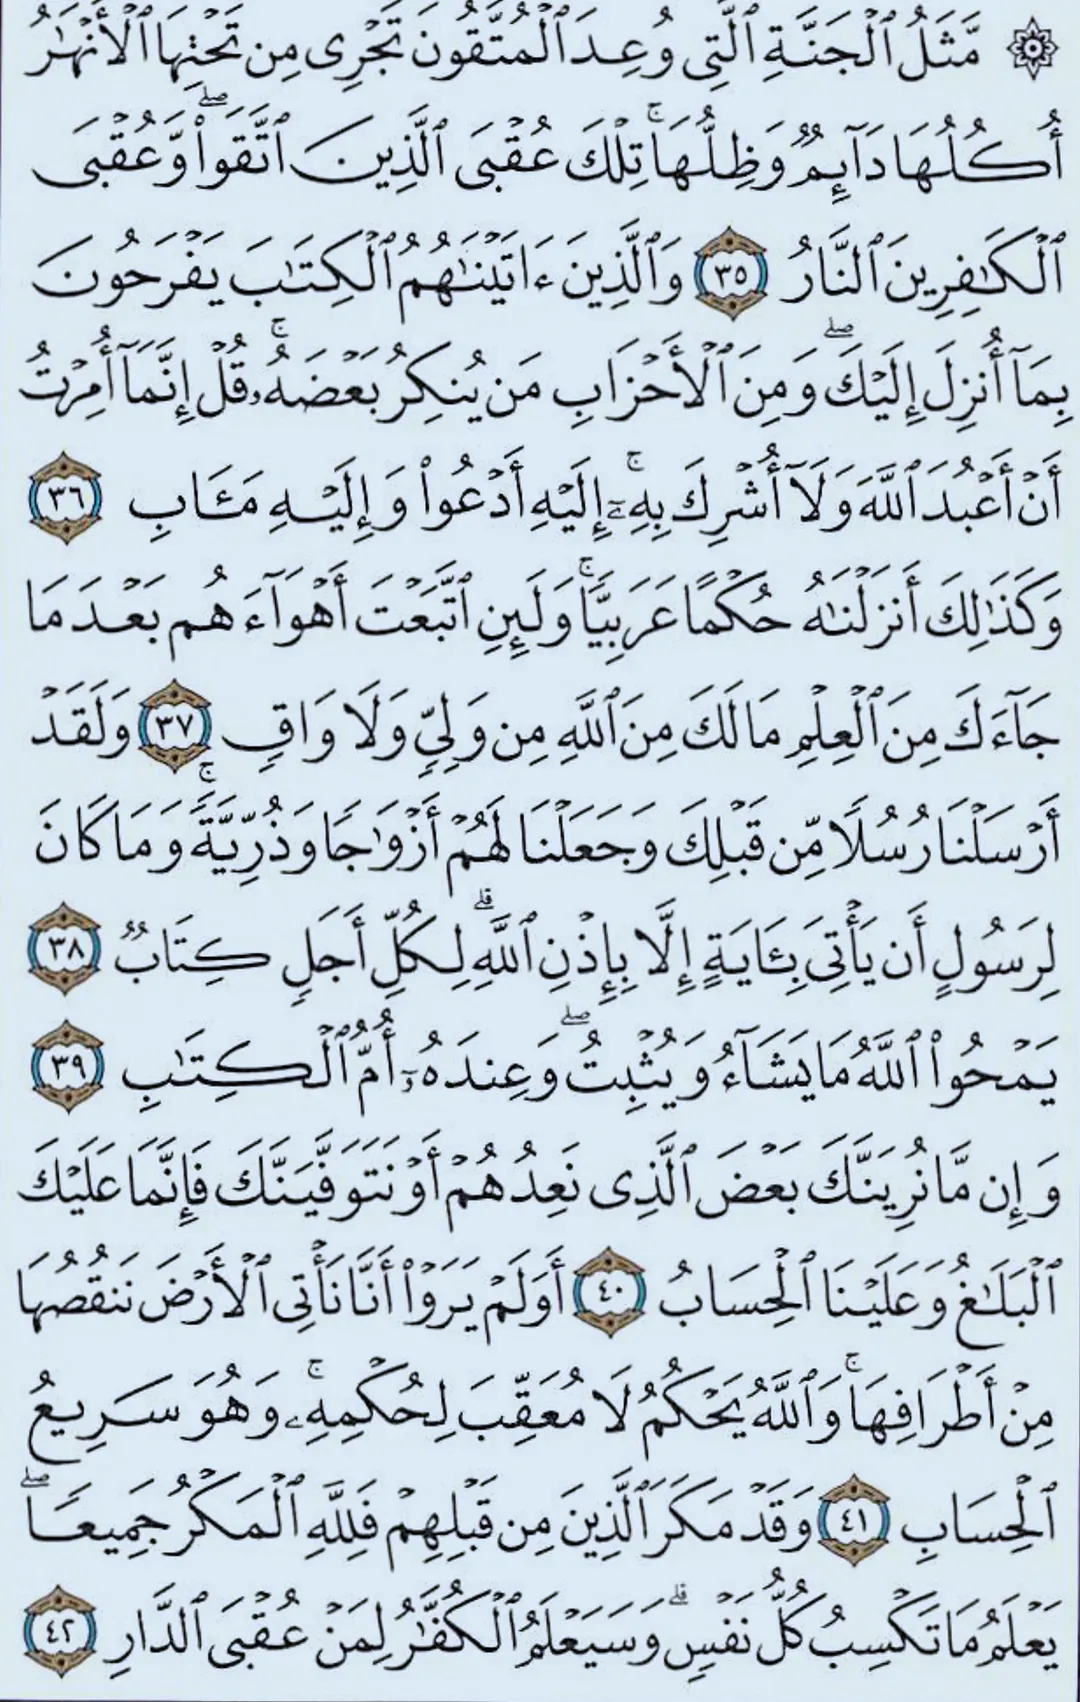 ۞ مَّثَلُ ٱلْجَنَّةِ ٱلَّتِى وُعِدَ ٱلْمُتَّقُونَ تَجْرِى مِن تَحْتِهَا ٱلْأَنْهَٰرُ
أُكُلُهَا دَآئِمٌ وَظِلُّهَا ۚ تِلْكَ عُقْبَى ٱلَّذِينَ ٱتَّقَوا۟ ۖ وَّعُقْبَى
ٱلْكَٰفِرِينَ ٱلنَّارُ ٣٥ وَٱلَّذِينَ ءَاتَيْنَٰهُمُ ٱلْكِتَٰبَ يَفْرَحُونَ
بِمَآ أُنزِلَ إِلَيْكَ ۖ وَمِنَ ٱلْأَحْزَابِ مَن يُنكِرُ بَعْضَهُۥ ۚ قُلْ إِنَّمَآ أُمِرْتُ
أَنْ أَعْبُدَ ٱللَّهَ وَلَآ أُشْرِكَ بِهِۦٓ ۚ إِلَيْهِ أَدْعُوا۟ وَإِلَيْهِ مَـَٔابِ ٣٦
وَكَذَٰلِكَ أَنزَلْنَٰهُ حُكْمًا عَرَبِيًّا ۚ وَلَئِنِ ٱتَّبَعْتَ أَهْوَآءَهُم بَعْدَمَا
جَآءَكَ مِنَ ٱلْعِلْمِ مَالَكَ مِنَ ٱللَّهِ مِن وَلِىٍّ وَلَا وَاقٍ ٣٧ وَلَقَدْ
أَرْسَلْنَا رُسُلًا مِّن قَبْلِكَ وَجَعَلْنَا لَهُمْ أَزْوَٰجًا وَذُرِّيَّةً ۚ وَمَا كَانَ
لِرَسُولٍ أَن يَأْتِىَ بِـَٔايَةٍ إِلَّا بِإِذْنِ ٱللَّهِ ۗ لِكُلِّ أَجَلٍ كِتَابٌ ٣٨
يَمْحُوا۟ ٱللَّهُ مَا يَشَآءُ وَيُثْبِتُ ۖ وَعِندَهُۥٓ أُمُّ ٱلْكِتَٰبِ ٣٩
وَإِن مَّا نُرِيَنَّكَ بَعْضَ ٱلَّذِى نَعِدُهُمْ أَوْ نَتَوَفَّيَنَّكَ فَإِنَّمَا عَلَيْكَ
ٱلْبَلَٰغُ وَعَلَيْنَا ٱلْحِسَابُ ٤٠ أَوَلَمْ يَرَوْا۟ أَنَّا نَأْتِى ٱلْأَرْضَ نَنقُصُهَا
مِنْ أَطْرَافِهَا ۚ وَٱللَّهُ يَحْكُمُ لَا مُعَقِّبَ لِحُكْمِهِۦ ۚ وَهُوَ سَرِيعُ
ٱلْحِسَابِ ٤١ وَقَدْ مَكَرَ ٱلَّذِينَ مِن قَبْلِهِمْ فَلِلَّهِ ٱلْمَكْرُ جَمِيعًا ۖ
يَعْلَمُ مَا تَكْسِبُ كُلُّ نَفْسٍ ۗ وَسَيَعْلَمُ ٱلْكُفَّٰرُ لِمَنْ عُقْبَى ٱلدَّارِ ٤٢